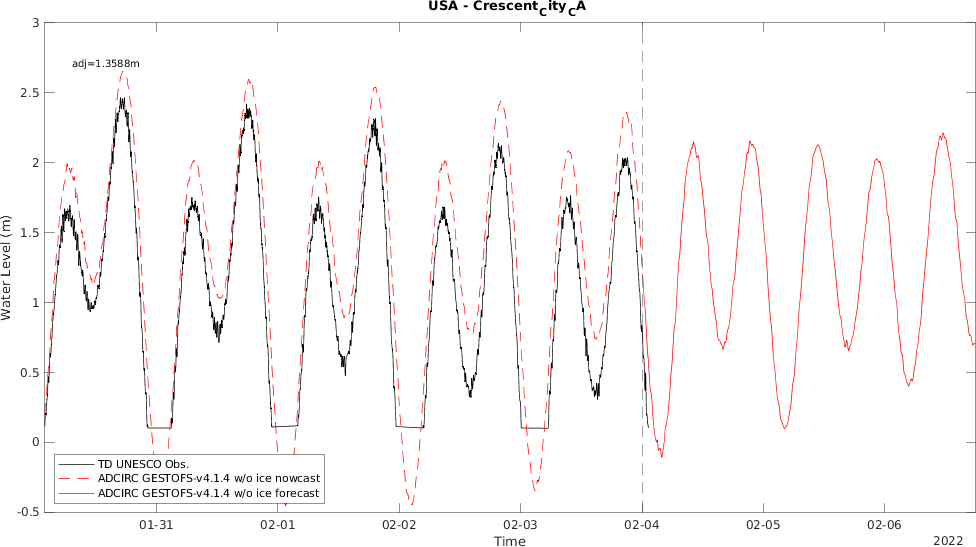 USA - CrescentCityCA
adj=1.3588m
3
2.5
2
1.5
1
0.5
0
-0.5
Water Level (m)
TD UNESCO Obs.
ADCIRC GESTOFS-v4.1.4 w/o ice nowcast
ADCIRC GESTOFS-v4.1.4 w/o ice forecast
01-31 02-01 02-02 02-03 02-04 02-05 02-06
Time
2022